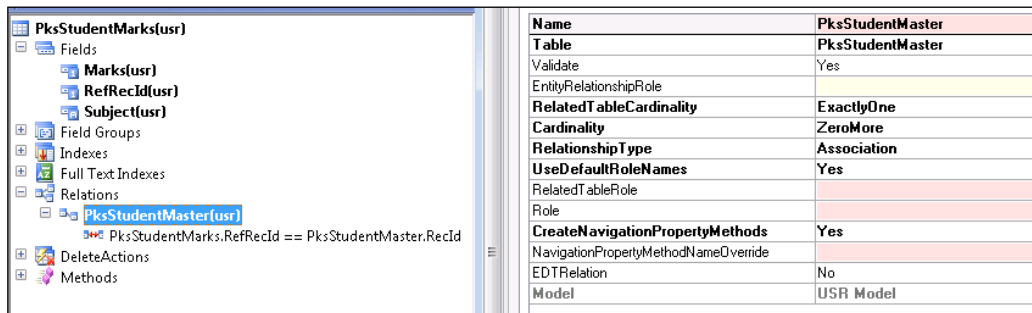 PksStudentMarks(usr)
Fields
Marks(usr)
RefRecId(usr)
Subject(usr)
Field Groups
Indexes
Full Text Indexes
Relations
PksStudentMaster(usr)
PksStudentMarks.RefRecId == PksStudentMaster.RecId
DeleteActions
Methods
Name PksStudentMaster
Table PksStudentMaster
Validate Yes
EntityRelationshipRole
RelatedTableCardinality ExactlyOne
Cardinality ZeroMore
RelationshipType Association
UseDefaultRoleNames Yes
RelatedTableRole
Role
CreateNavigationPropertyMethods Yes
NavigationPropertyMethodNameOverride
EDTRelation No
Model USR Model